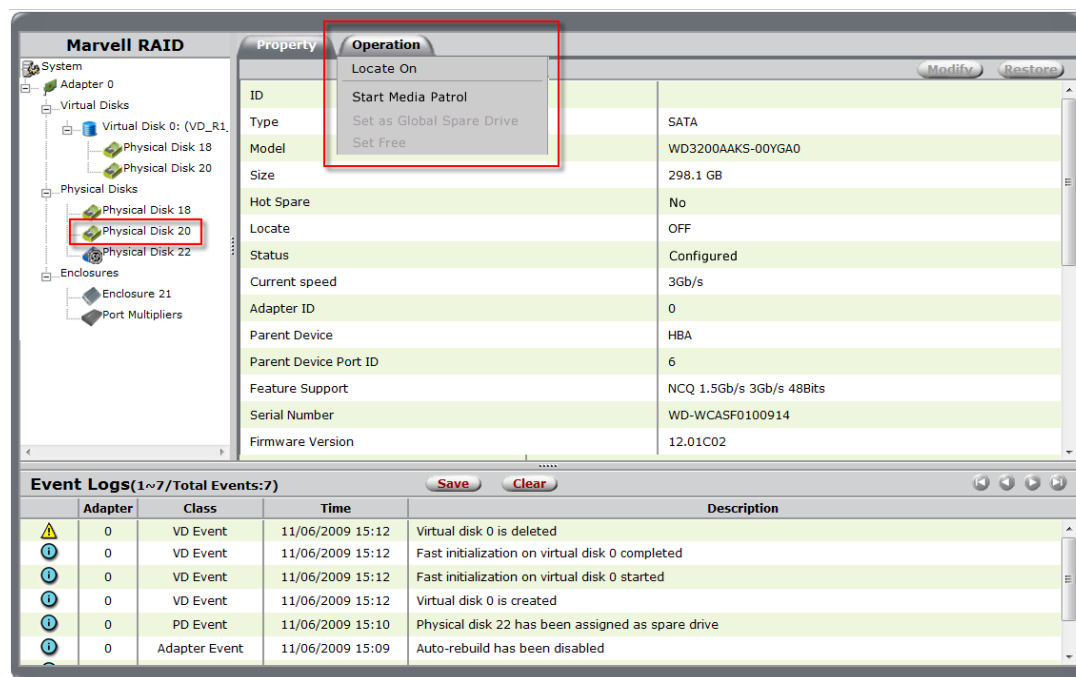 Marvell RAID
System
Adapter 0
Virtual Disks
Virtual Disk 0: (VD_R1_
Physical Disk 18
Physical Disk 20
Physical Disks
Physical Disk 18
Physical Disk 20
Physical Disk 22
Enclosures
Enclosure 21
Port Multipliers
Property Operation
Locate On
Start Media Patrol
Set as Global Spare Drive
Set Free
Modify Restore
ID
Type SATA
Model WD3200AAKS-00YGA0
Size 298.1 GB
Hot Spare No
Locate OFF
Status Configured
Current speed 3Gb/s
Adapter ID 0
Parent Device HBA
Parent Device Port ID 6
Feature Support NCQ 1.5Gb/s 3Gb/s 48Bits
Serial Number WD-WCASF0100914
Firmware Version 12.01C02
Event Logs(1~7/Total Events:7) Save Clear
Adapter Class Time Description
0 VD Event 11/06/2009 15:12 Virtual disk 0 is deleted
0 VD Event 11/06/2009 15:12 Fast initialization on virtual disk 0 completed
0 VD Event 11/06/2009 15:12 Fast initialization on virtual disk 0 started
0 VD Event 11/06/2009 15:12 Virtual disk 0 is created
0 PD Event 11/06/2009 15:10 Physical disk 22 has been assigned as spare drive
0 Adapter Event 11/06/2009 15:09 Auto-rebuild has been disabled